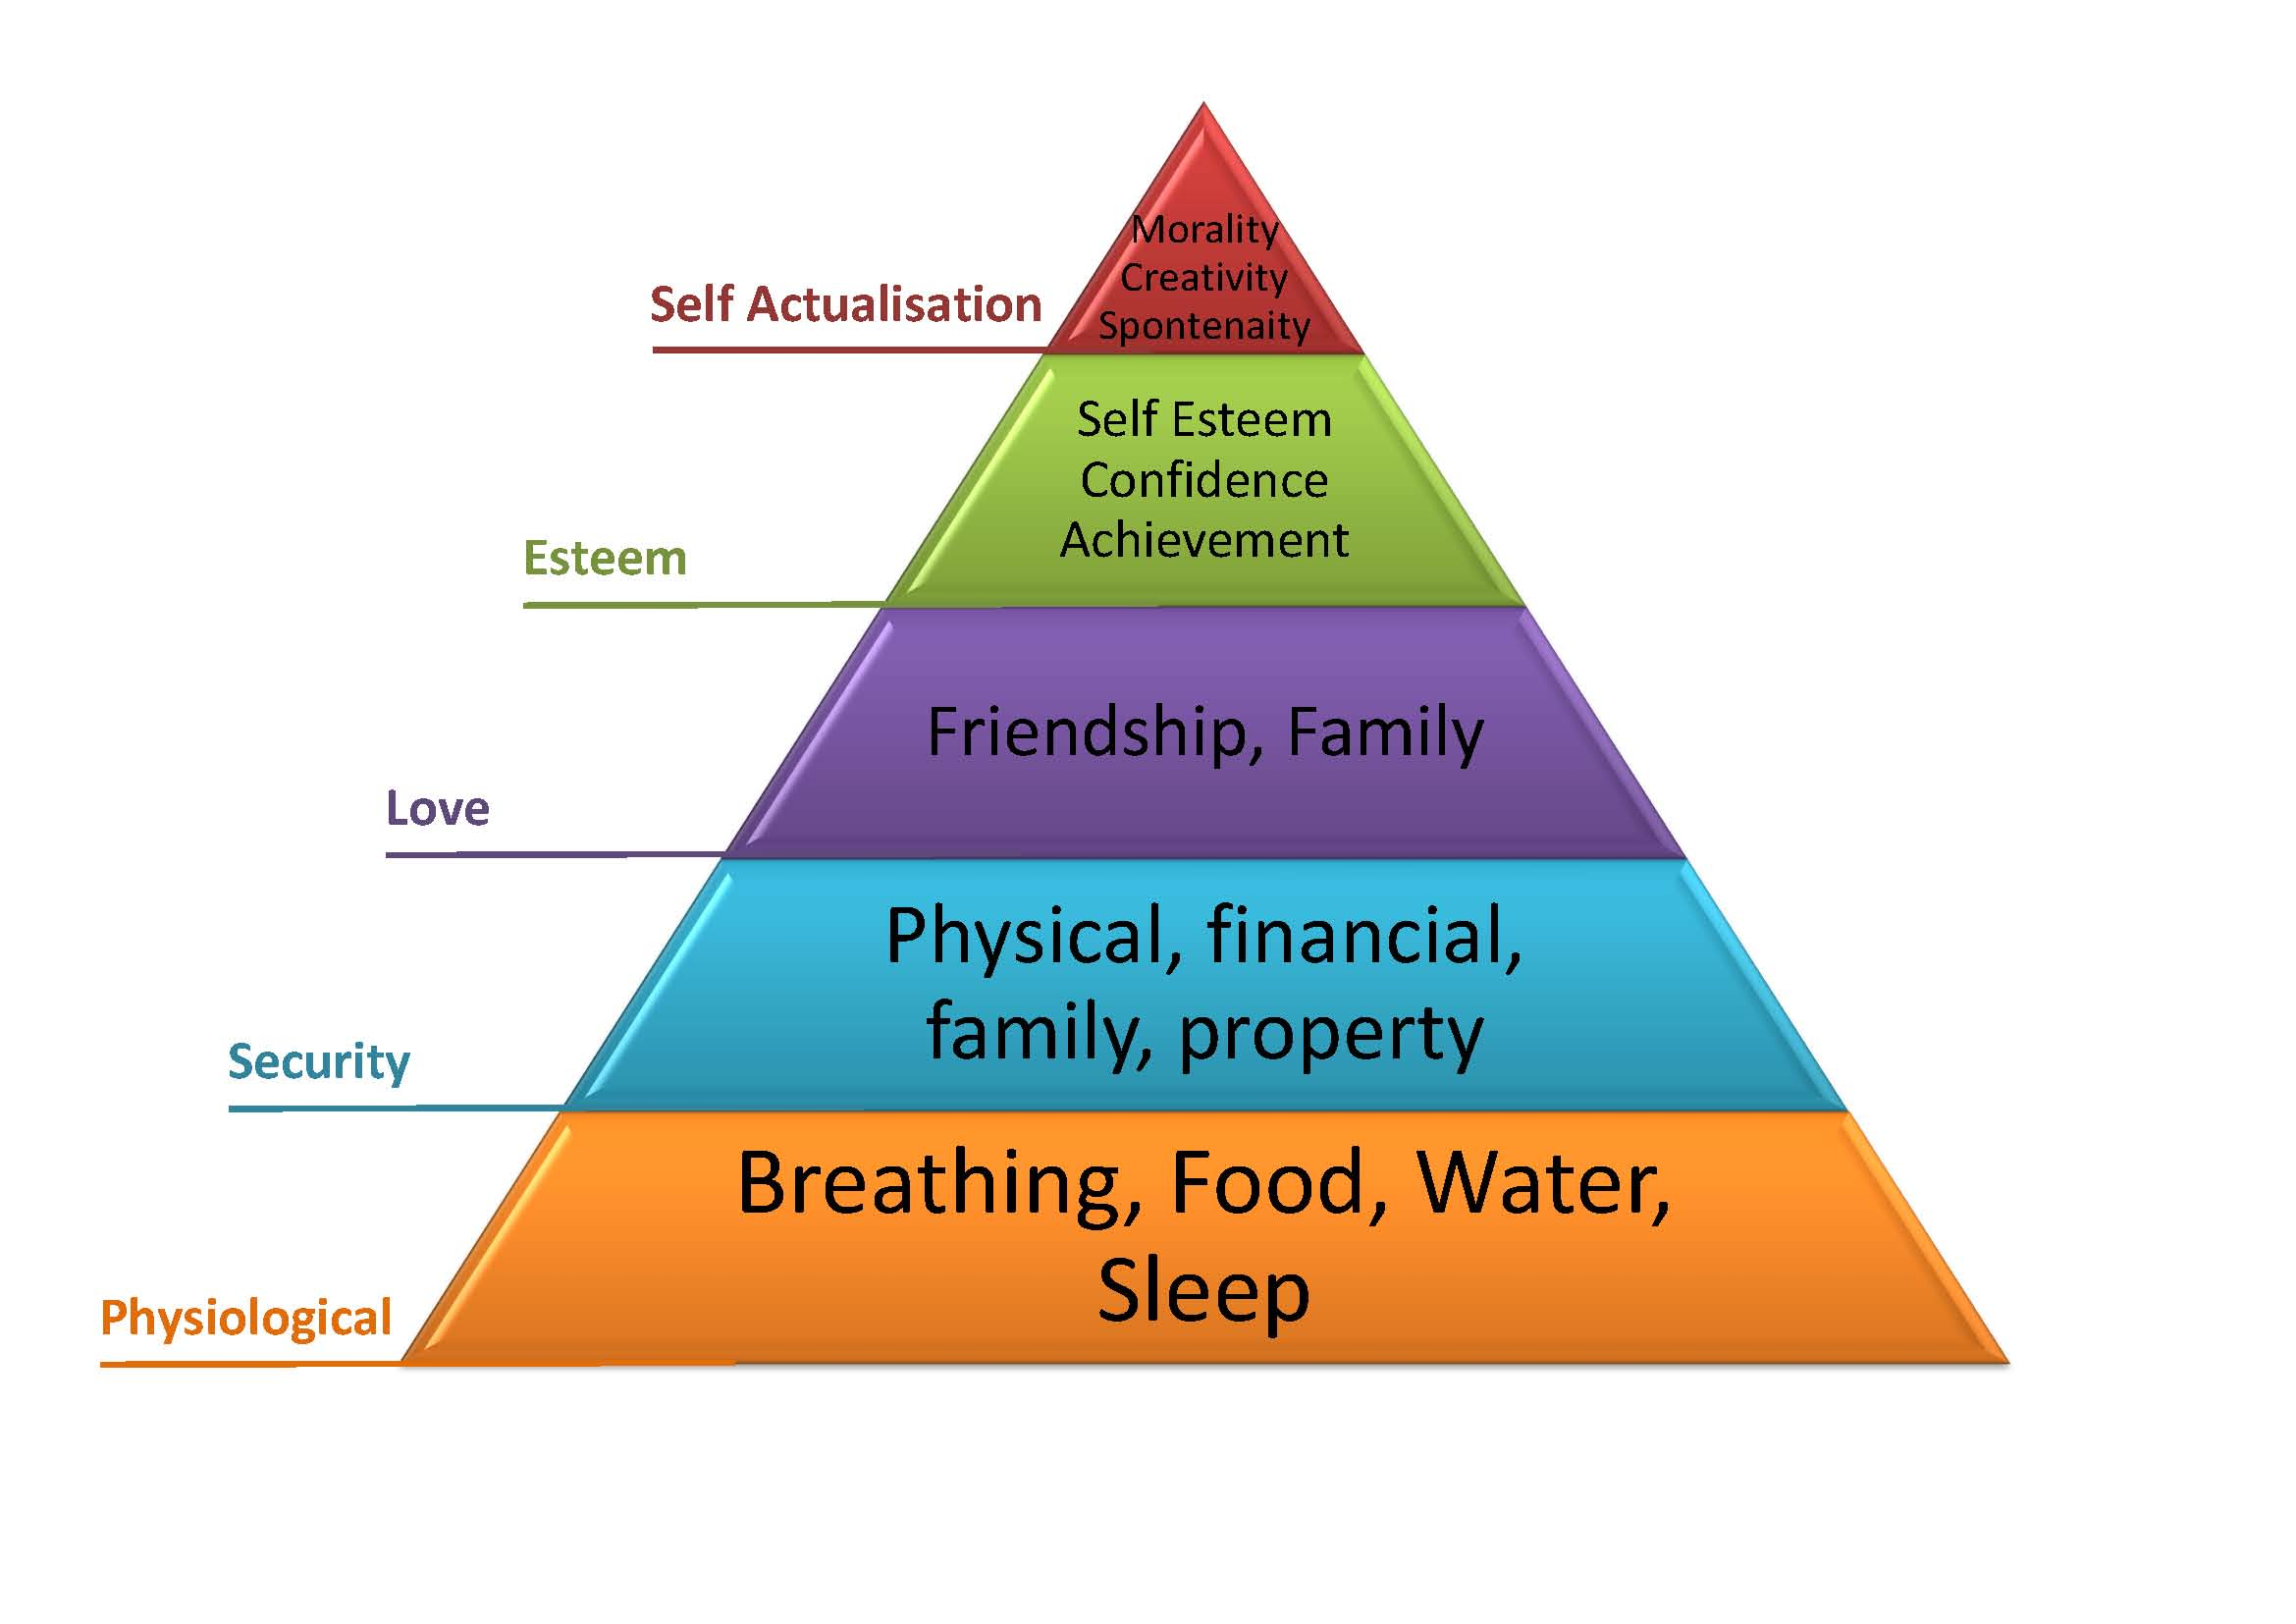 Morality
Creativity
Spontenaity
Self Actualisation
Self Esteem
Confidence
Achievement
Esteem
Friendship, Family
Love
Physical, financial,
family, property
Security
Breathing, Food, Water,
Sleep
Physiological